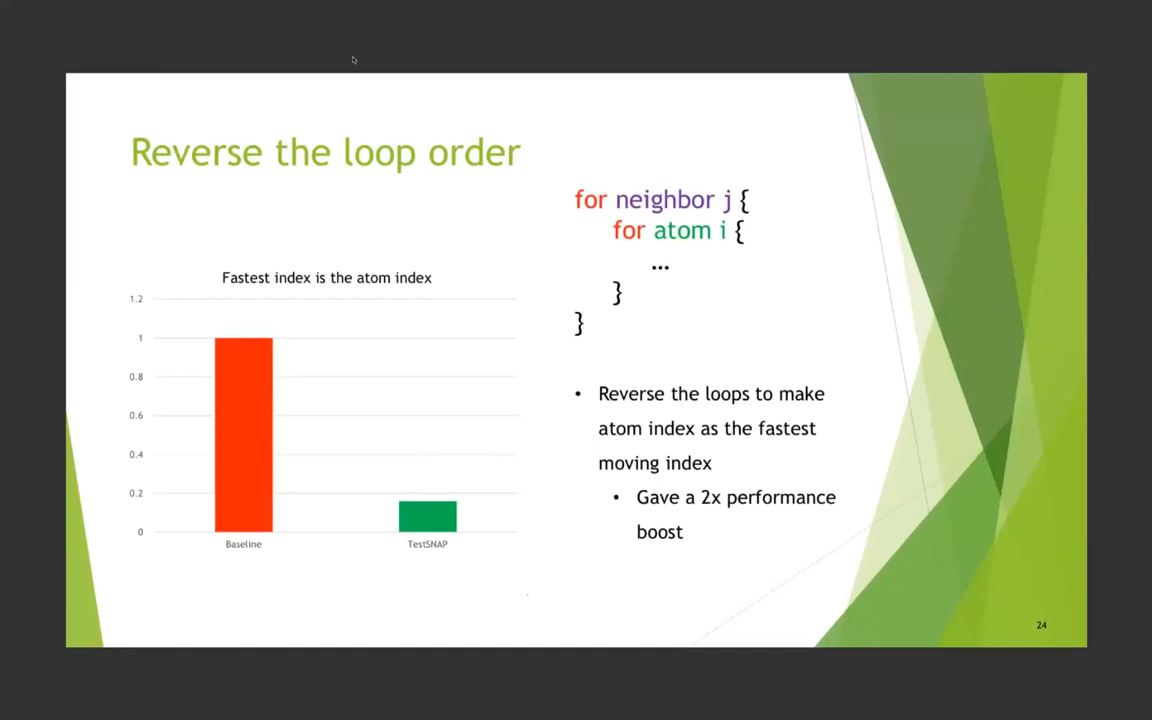 Reverse the loop order
for neighbor j {
for atom i {
...
}
}
Fastest index is the atom index
1.2
1
0.8
0.6
0.4
0.2
0
Baseline
TestSNAP
• Reverse the loops to make
atom index as the fastest
moving index
• Gave a 2x performance
boost
24